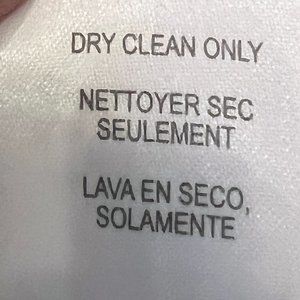 DRY CLEAN ONLY
NETTOYER SEC
SEULEMENT
LAVA EN SECO,
SOLAMENTE